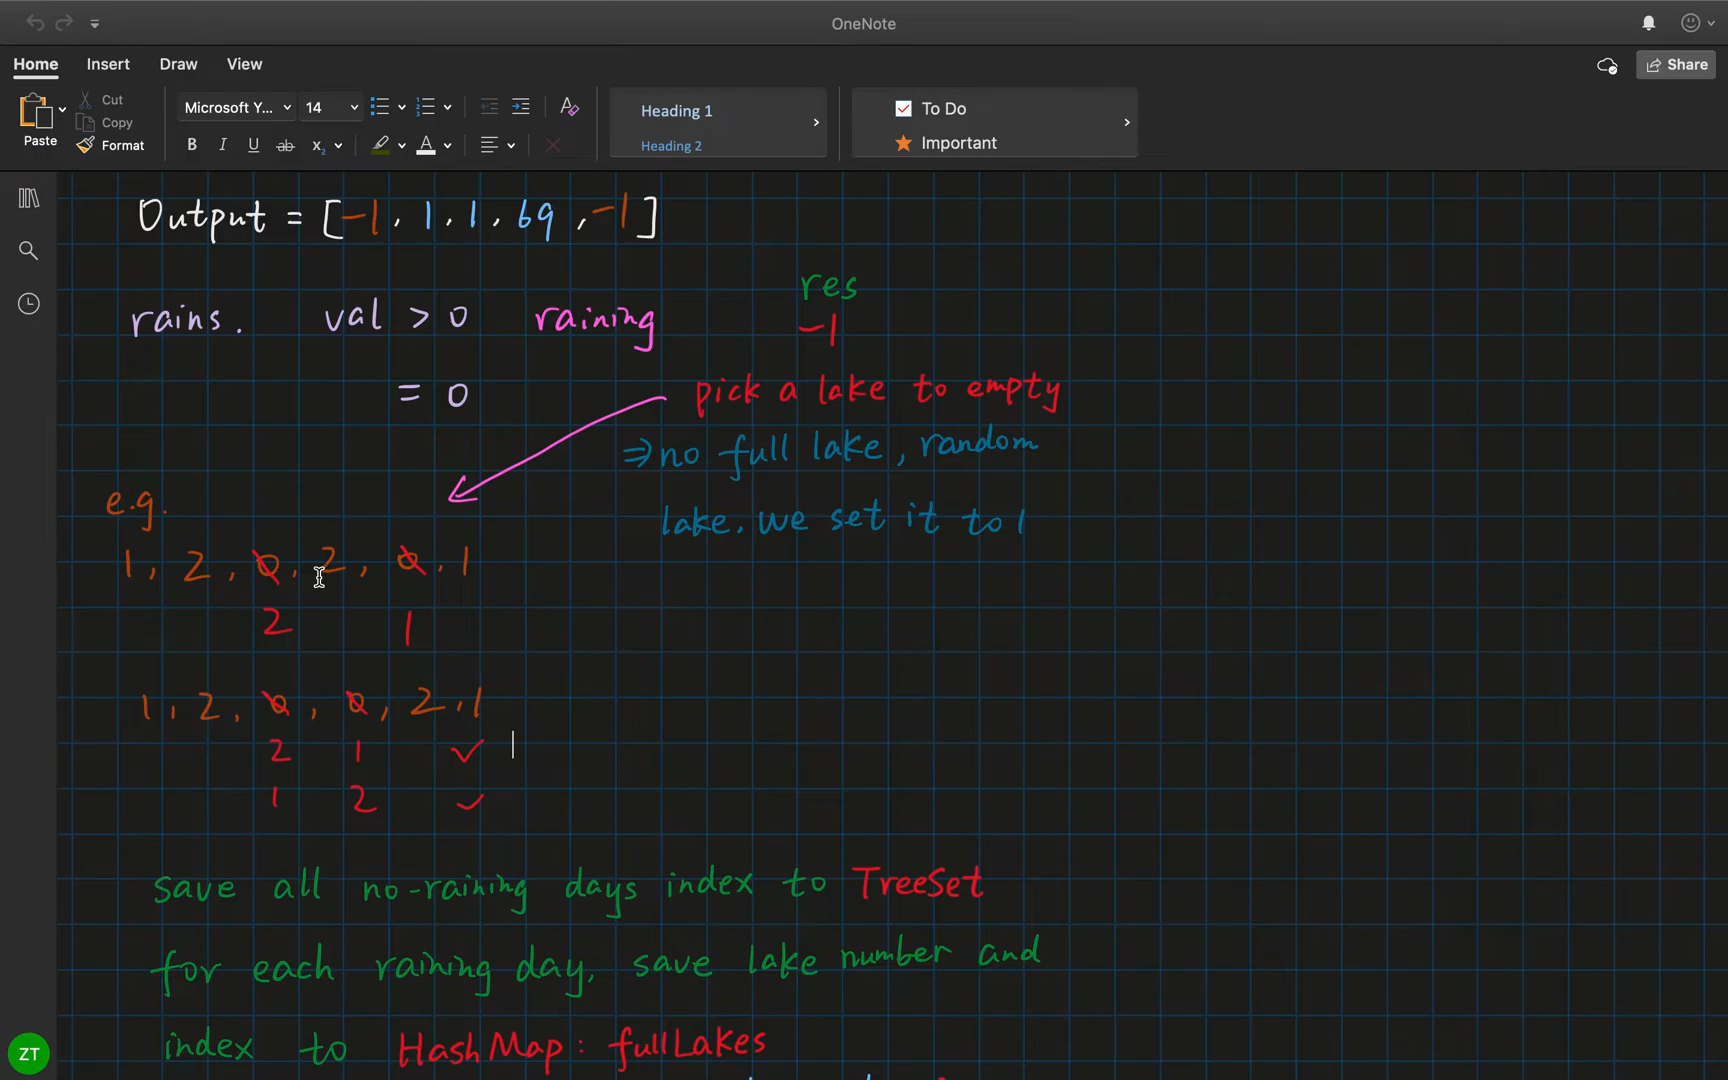 OneNote
Home Insert Draw View
Share
Paste
Cut
Copy
Format
Microsoft Y... 14
B I U ab x₂ A
Heading 1
Heading 2
To Do
Important
Output = [-1, 1, 1, 69, -1]
res
rains. val > 0 raining
-1
= 0
pick a lake to empty
⇒ no full lake, random
lake. we set it to 1
e.g.
1, 2, 0, 2, 0, 1
2 1
1, 2, 0, 0, 2, 1
2 1 ✓
1 2 ✓
save all no-raining days index to TreeSet
for each raining day, save lake number and
index to HashMap: fullLakes
ZT